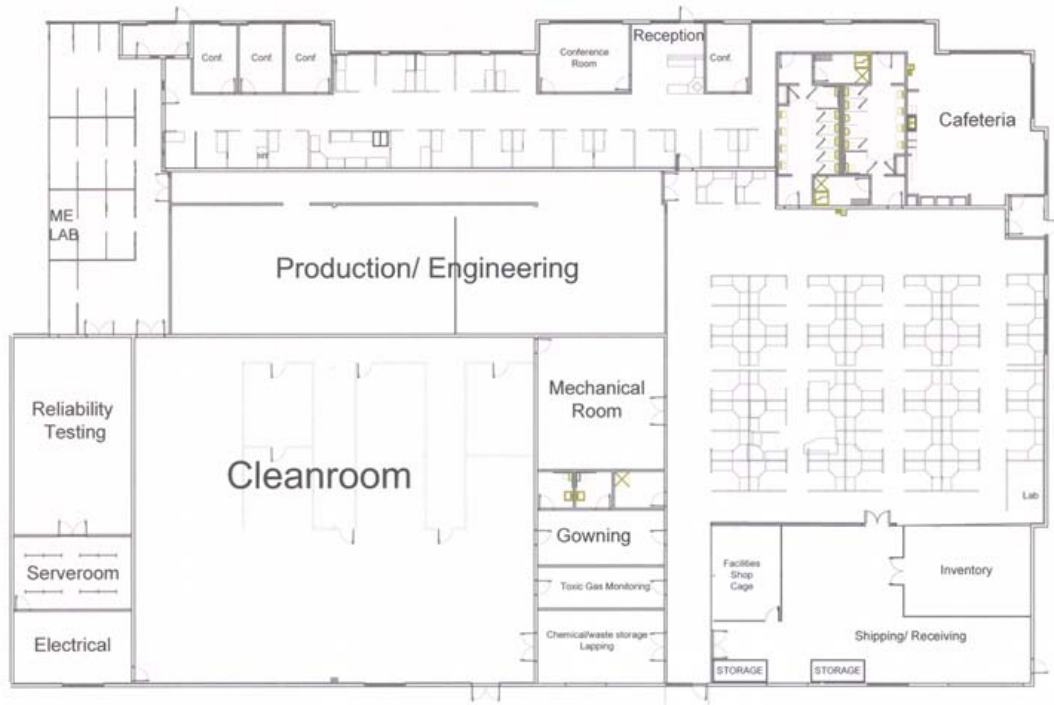 Reception
Conf.
Conf.
Conf.
Conference
Room
Conf.
Cafeteria
ME
LAB
Production/ Engineering
Reliability
Testing
Mechanical
Room
Cleanroom
Lab
Gowning
Facilities
Shop
Cage
Inventory
Serveroom
Toxic Gas Monitoring
Electrical
Chemical/waste storage
Lapping
Shipping/ Receiving
STORAGE
STORAGE